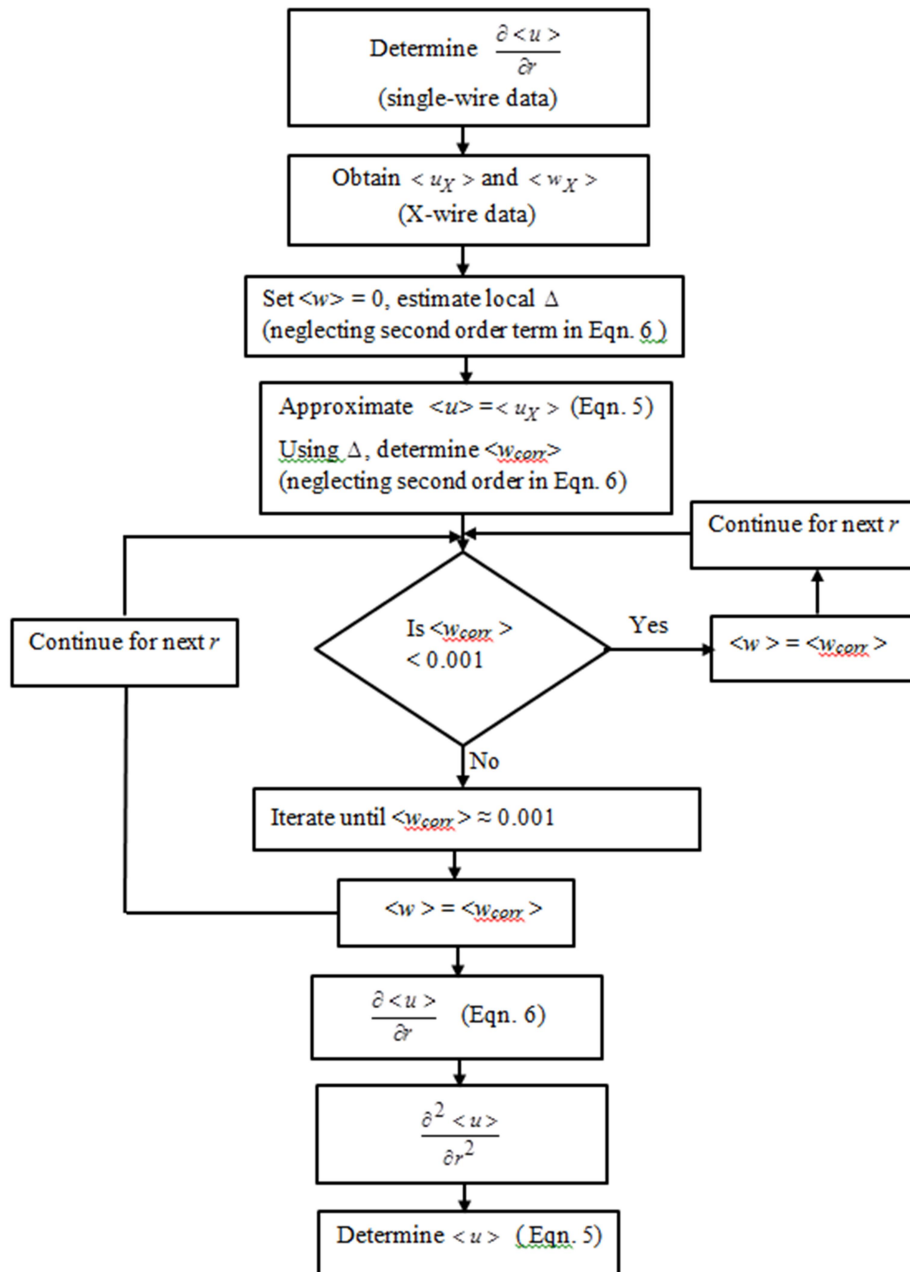 Determine ∂<u>/∂r
(single-wire data)
Obtain <u_X> and <w_X>
(X-wire data)
Set <w> = 0, estimate local Δ
(neglecting second order term in Eqn. 6 )
Approximate <u> =<u_X> (Eqn. 5)
Using Δ, determine <w_corr>
(neglecting second order in Eqn. 6)
Continue for next r
Continue for next r
Is <w_corr>
< 0.001
Yes
<w> = <w_corr>
No
Iterate until <w_corr> ≈ 0.001
<w> = <w_corr>
∂<u>/∂r (Eqn. 6)
∂² <u>/∂r²
Determine <u> ( Eqn. 5)